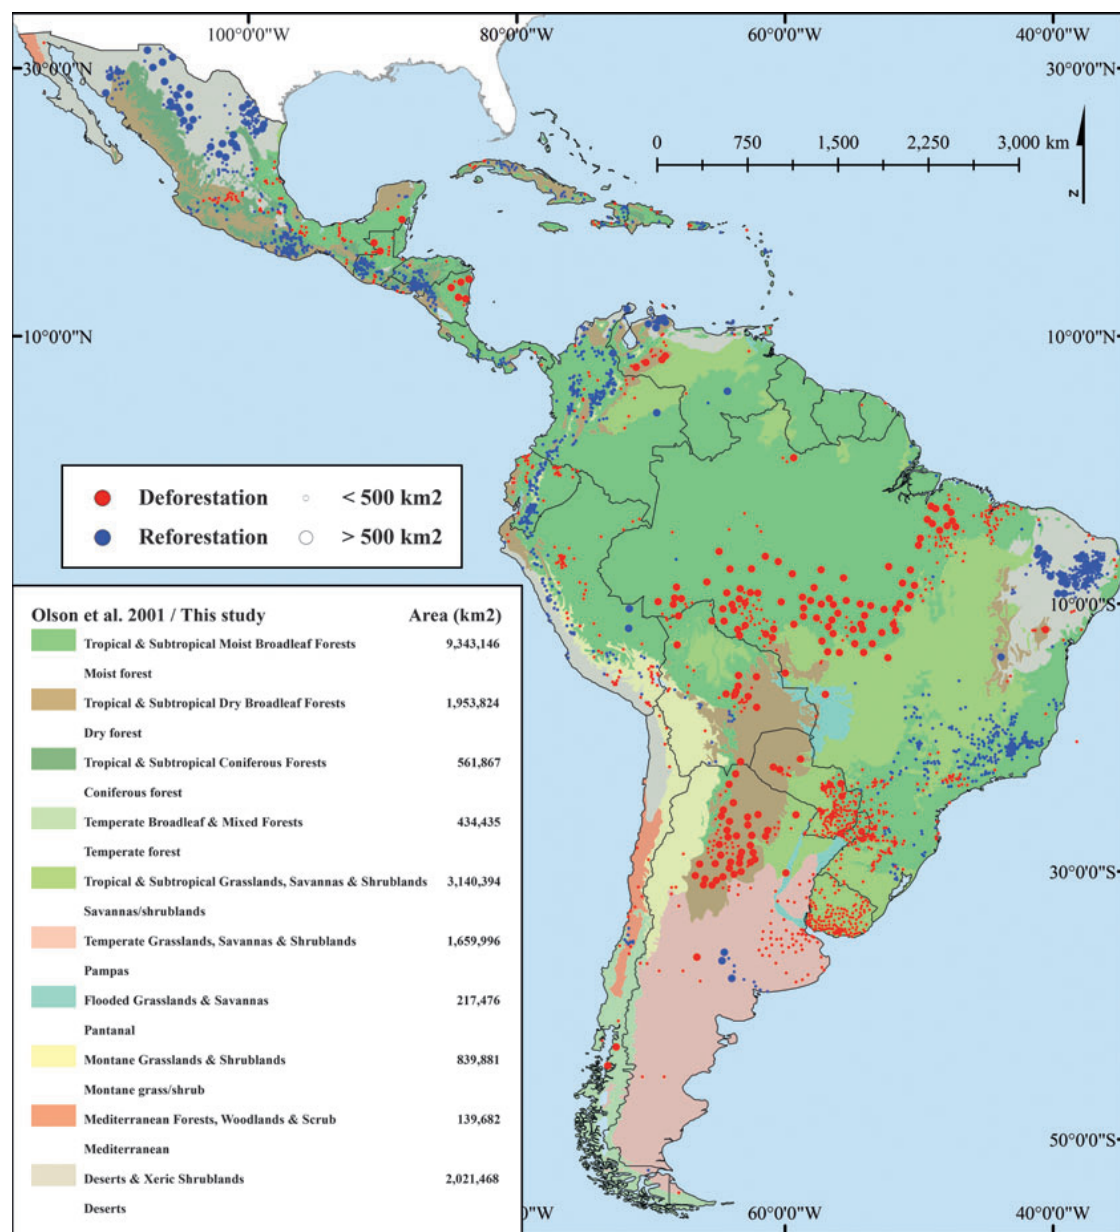 100°0'0"W 80°0'0"W 60°0'0"W 40°0'0"W
30°0'0"N 30°0'0"N
0 750 1,500 2,250 3,000 km
N
10°0'0"N 10°0'0"N
Deforestation < 500 km2
Reforestation > 500 km2
10°0'0"S 
Olson et al. 2001 / This study Area (km2)
Tropical & Subtropical Moist Broadleaf Forests 9,343,146
Moist forest
Tropical & Subtropical Dry Broadleaf Forests 1,953,824
Dry forest
Tropical & Subtropical Coniferous Forests 561,867
Coniferous forest
Temperate Broadleaf & Mixed Forests 434,435
Temperate forest
30°0'0"S
Tropical & Subtropical Grasslands, Savannas & Shrublands 3,140,394
Savannas/shrublands
Temperate Grasslands, Savannas & Shrublands 1,659,996
Pampas
Flooded Grasslands & Savannas 217,476
Pantanal
Montane Grasslands & Shrublands 839,881
Montane grass/shrub
Mediterranean Forests, Woodlands & Scrub 139,682
50°0'0"S
Mediterranean
Deserts & Xeric Shrublands 2,021,468
Deserts
0"W 60°0'0"W 40°0'0"W